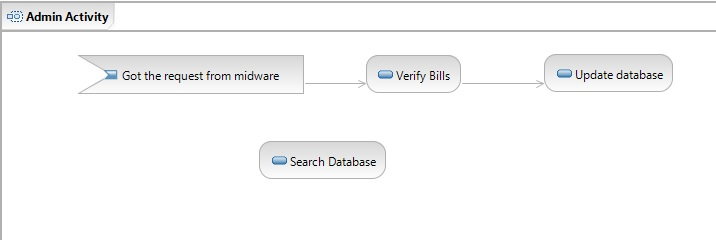 Admin Activity
Got the request from midware
Verify Bills
Update database
Search Database